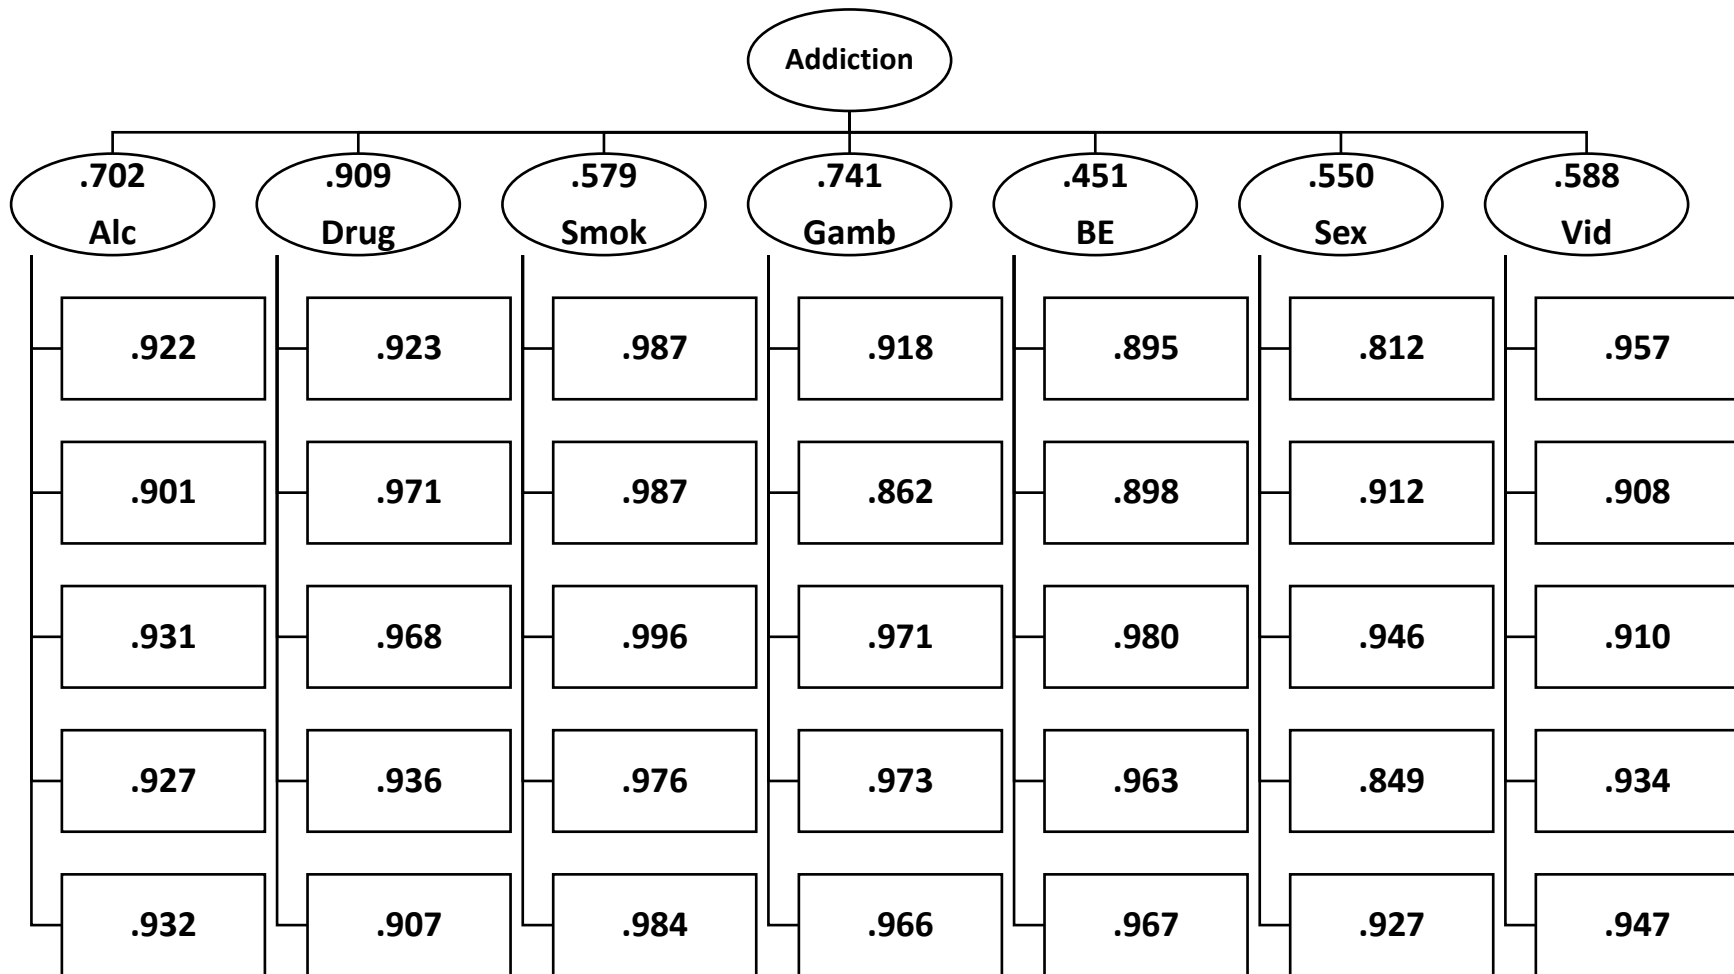 Addiction
.702 .909 .579 .741 .451 .550 .588
Alc Drug Smok Gamb BE Sex Vid
.922 .923 .987 .918 .895 .812 .957
.901 .971 .987 .862 .898 .912 .908
.931 .968 .996 .971 .980 .946 .910
.927 .936 .976 .973 .963 .849 .934
.932 .907 .984 .966 .967 .927 .947